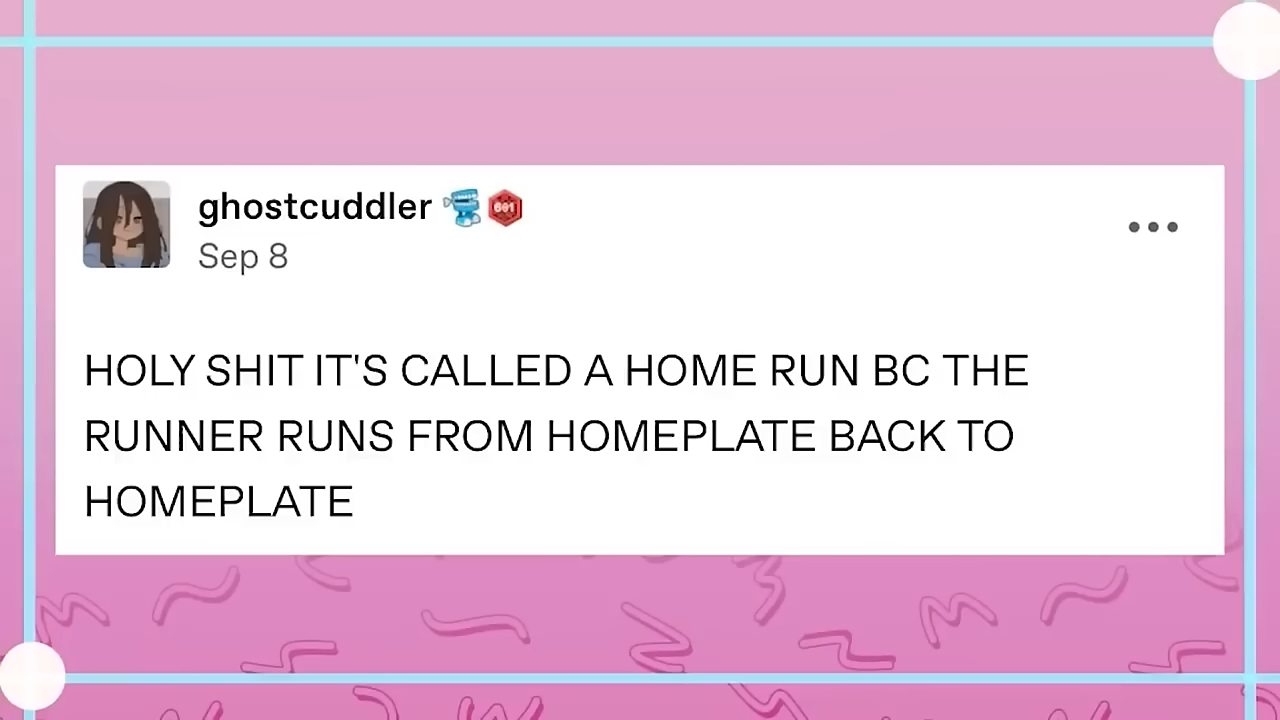 ghostcuddler
Sep 8
HOLY SHIT IT'S CALLED A HOME RUN BC THE
RUNNER RUNS FROM HOMEPLATE BACK TO
HOMEPLATE